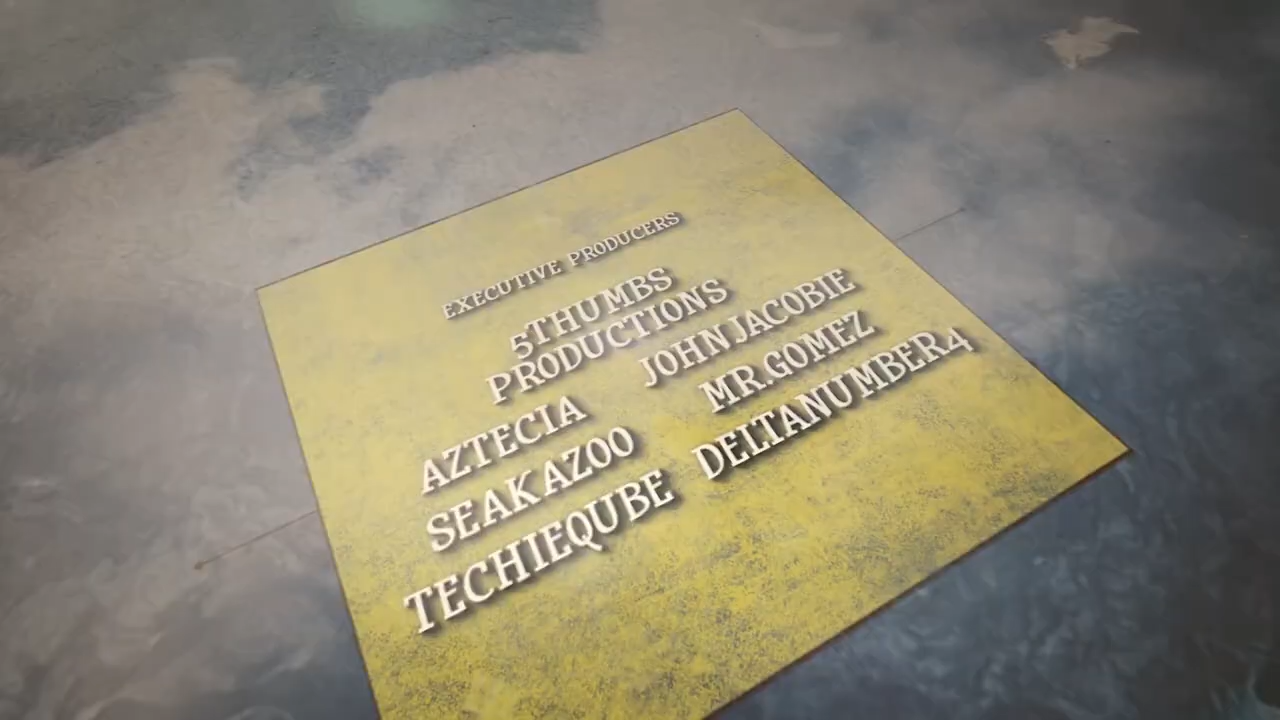 EXECUTIVE PRODUCERS
5THUMBS
PRODUCTIONS
AZTECIA JOHN JACOBIE
SEAKAZOO MR.GOMEZ
TECHIEQUBE DELTANUMBER4